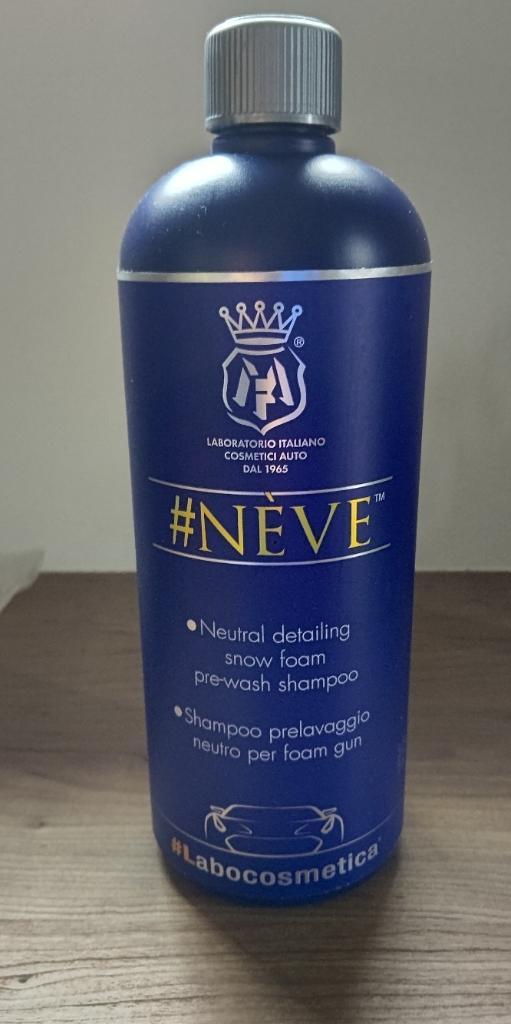 ®
LABORATORIO ITALIANO
COSMETICI AUTO
DAL 1965
#NÈVE™
•Neutral detailing
snow foam
pre-wash shampoo
•Shampoo prelavaggio
neutro per foam gun
#Labocosmetica